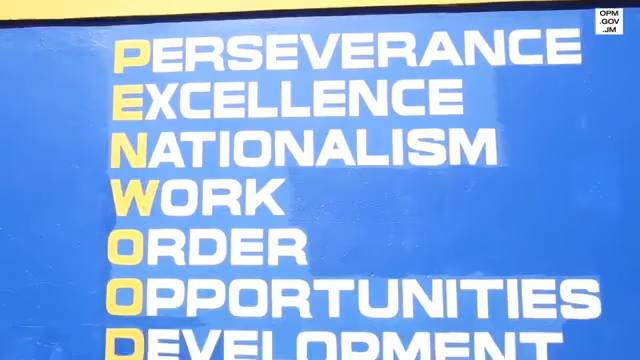 OPM
.GOV
.JM
PERSEVERANCE
EXCELLENCE
NATIONALISM
WORK
ORDER
OPPORTUNITIES
DEVELOPMENT